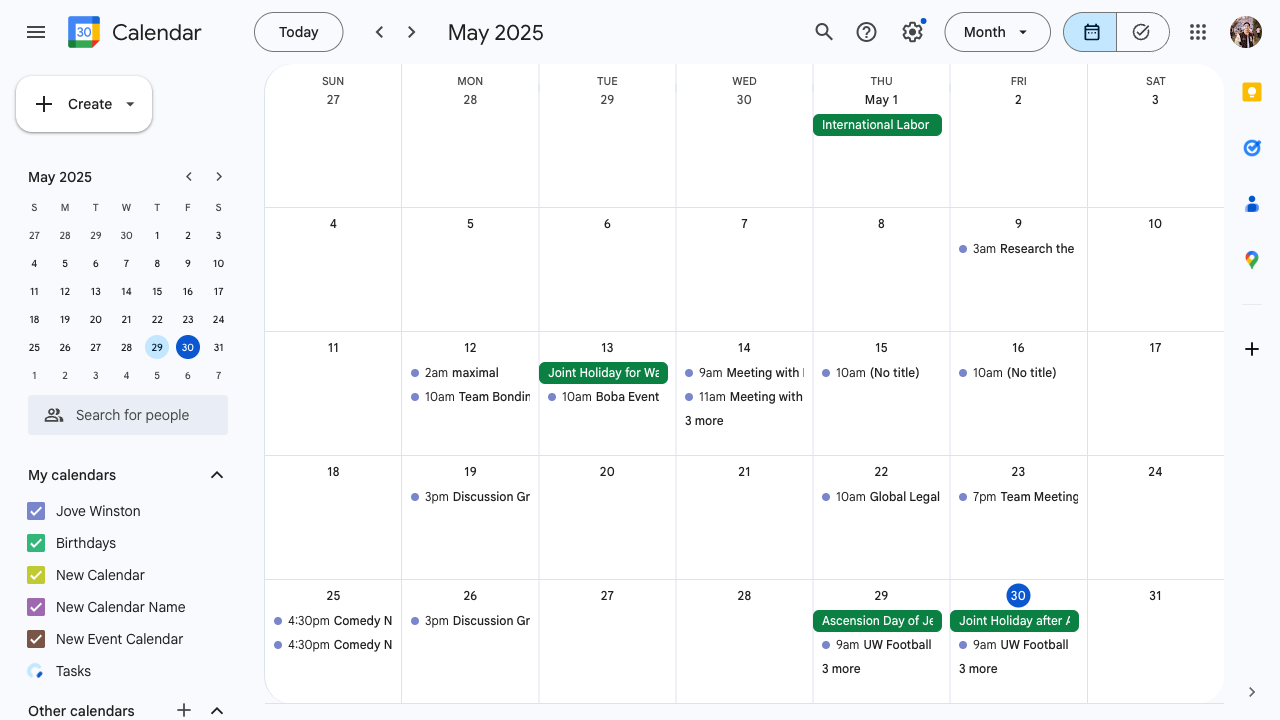 30
Calendar
Today
May 2025
Month
Create
May 2025
S M T W T F S
27 28 29 30 1 2 3
4 5 6 7 8 9 10
11 12 13 14 15 16 17
18 19 20 21 22 23 24
25 26 27 28 29 30 31
1 2 3 4 5 6 7
Search for people
My calendars
Jove Winston
Birthdays
New Calendar
New Calendar Name
New Event Calendar
Tasks
Other calendars
SUN MON TUE WED THU FRI SAT
27 28 29 30 May 1 2 3
International Labor
4 5 6 7 8 9 10
3am Research the
11 12 13 14 15 16 17
2am maximal
10am Team Bondin
Joint Holiday for Wa
10am Boba Event
9am Meeting with
11am Meeting with
3 more
10am (No title)
10am (No title)
18 19 20 21 22 23 24
3pm Discussion Gr
10am Global Legal
7pm Team Meeting
25 26 27 28 29 30 31
4:30pm Comedy N
4:30pm Comedy N
3pm Discussion Gr
Ascension Day of Je
9am UW Football
3 more
Joint Holiday after A
9am UW Football
3 more